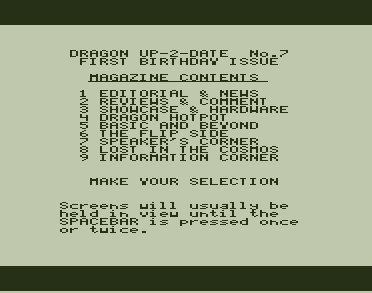 DRAGON UP-2-DATE  No.7
FIRST BIRTHDAY ISSUE
MAGAZINE CONTENTS
1 EDITORIAL & NEWS
2 REVIEWS & COMMENT
3 SHOWCASE & HARDWARE
4 DRAGON HOTPOT
5 BASIC AND BEYOND
6 THE FLIP SIDE
7 SPEAKER'S CORNER
8 LOST IN THE COSMOS
9 INFORMATION CORNER
MAKE YOUR SELECTION
Screens will usually be
held in view until the
SPACEBAR is pressed once
or twice.